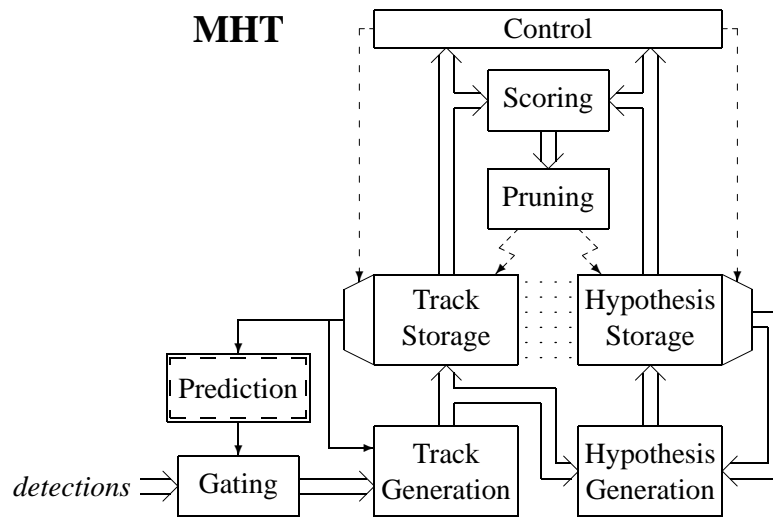 MHT
Control
Scoring
Pruning
Track
Storage
Hypothesis
Storage
Prediction
detections
Gating
Track
Generation
Hypothesis
Generation